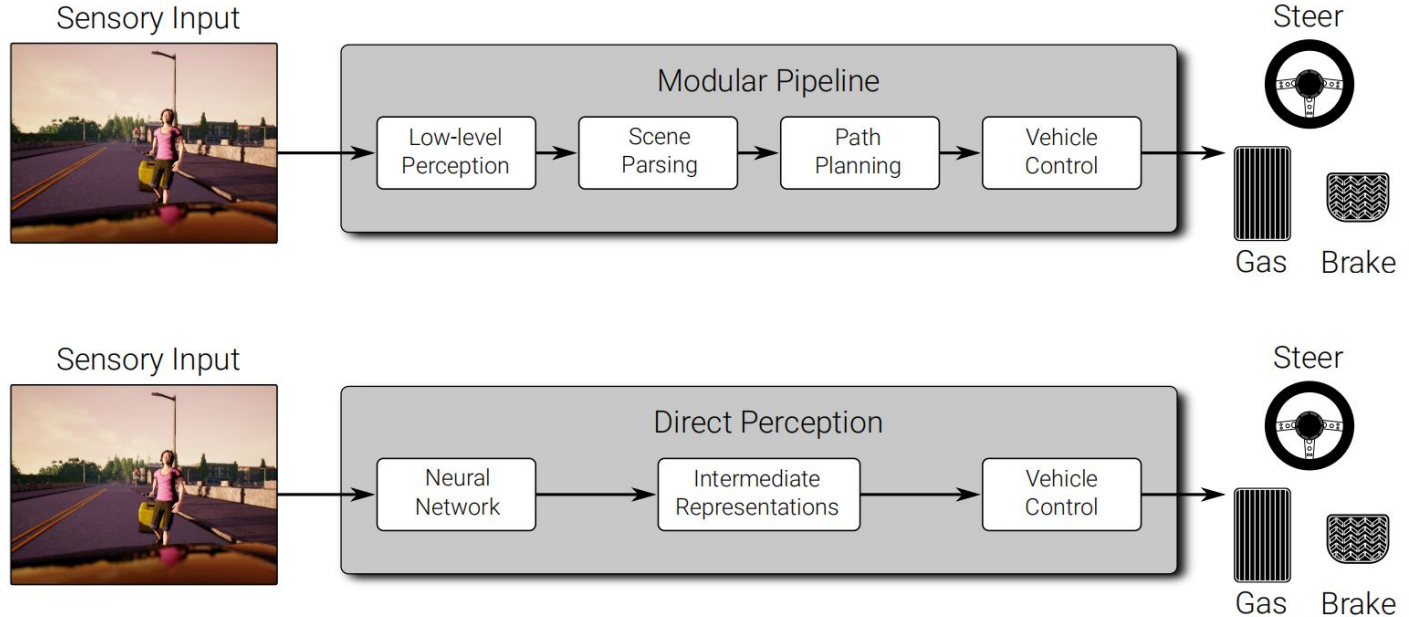 Sensory Input
Modular Pipeline
Low-level
Perception
Scene
Parsing
Path
Planning
Vehicle
Control
Steer
Gas
Brake
Sensory Input
Direct Perception
Neural
Network
Intermediate
Representations
Vehicle
Control
Steer
Gas
Brake